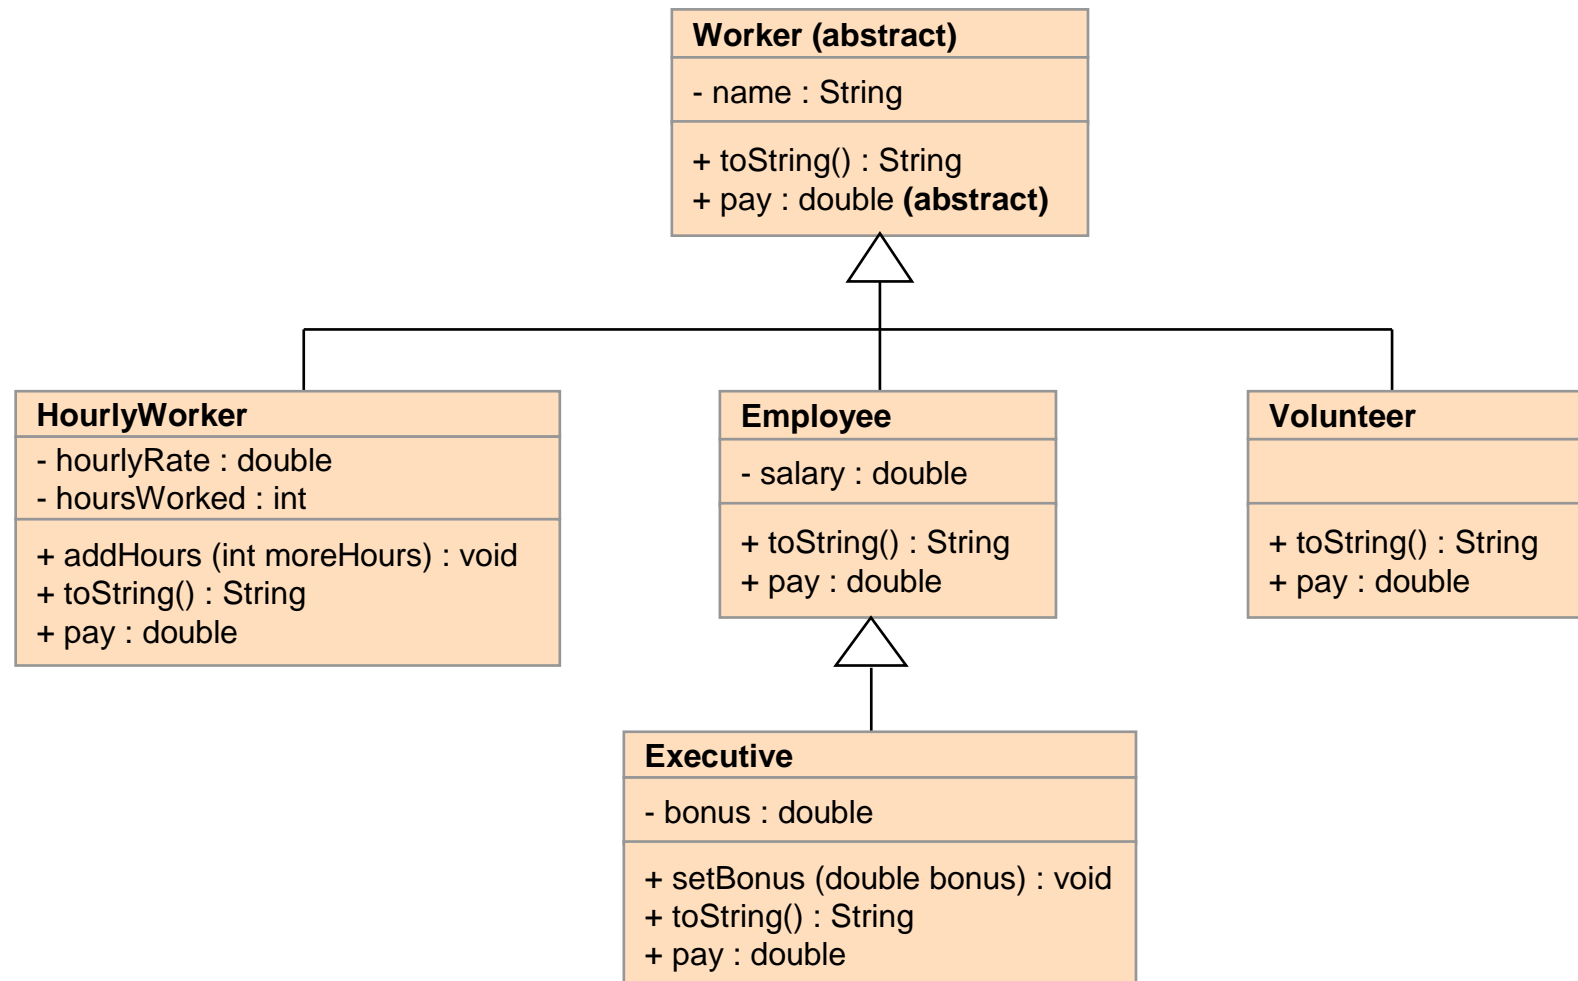 Worker (abstract)
- name : String
+ toString() : String
+ pay : double (abstract)
HourlyWorker
- hourlyRate : double
- hoursWorked : int
+ addHours (int moreHours) : void
+ toString() : String
+ pay : double
Employee
- salary : double
+ toString() : String
+ pay : double
Volunteer
+ toString() : String
+ pay : double
Executive
- bonus : double
+ setBonus (double bonus) : void
+ toString() : String
+ pay : double